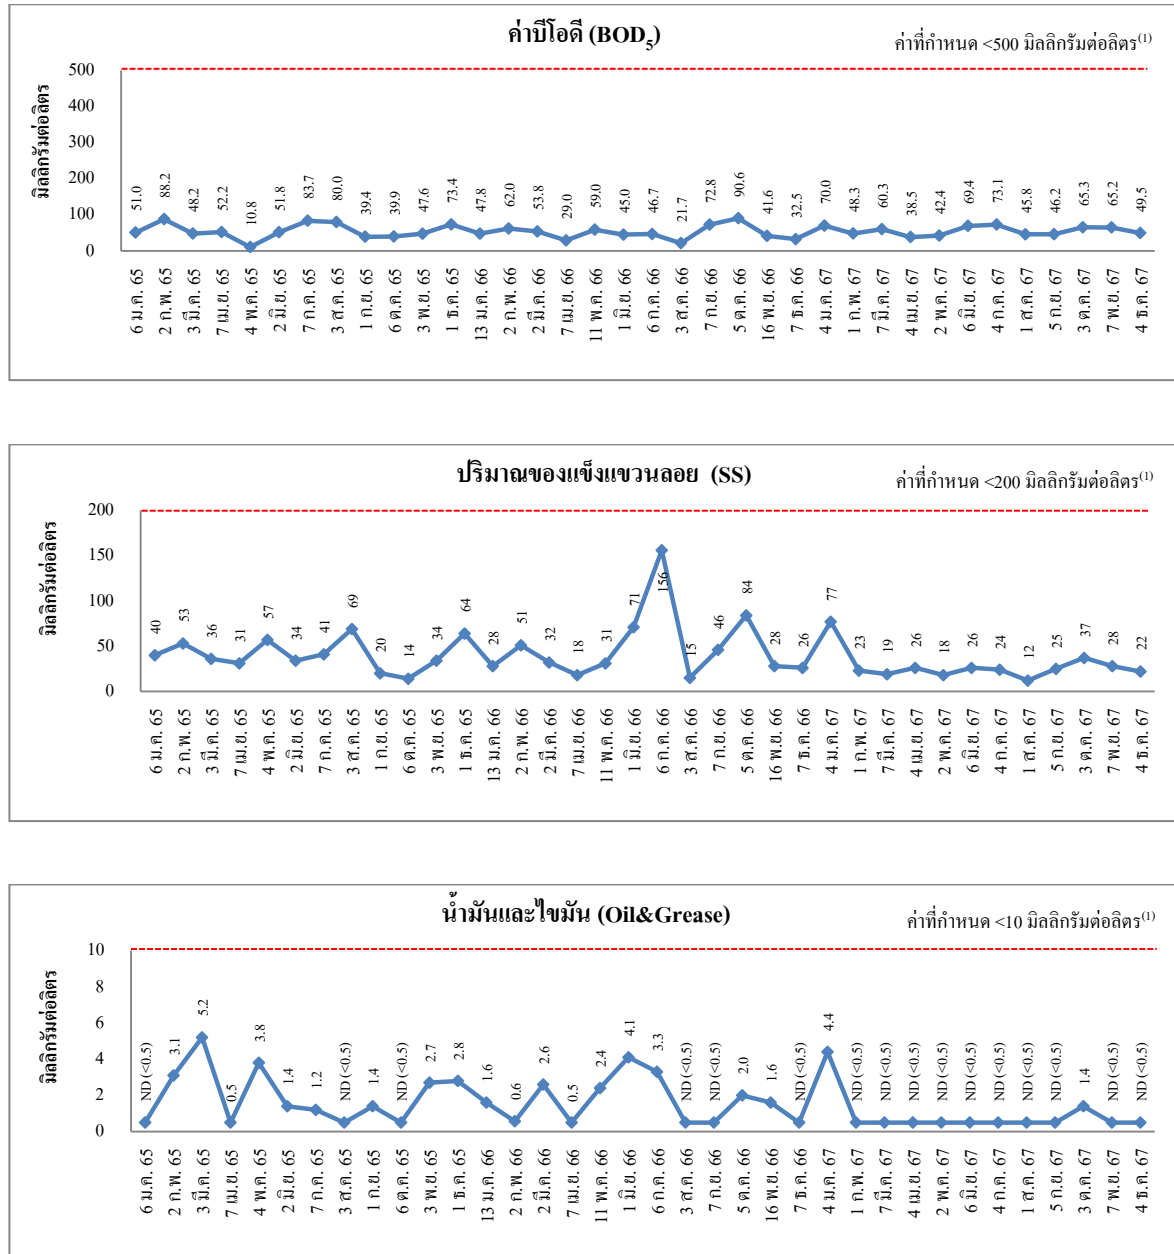 ค่าบีโอดี (BOD5)
ค่าที่กำหนด <500 มิลลิกรัมต่อลิตร(1)
มิลลิกรัมต่อลิตร
500
400
300
200
100
0
51.0 88.2 48.2 52.2 10.8 51.8 83.7 80.0 39.4 39.9 47.6 73.4 47.8 62.0 53.8 29.0 59.0 45.0 46.7 21.7 72.8 90.6 41.6 32.5 70.0 48.3 60.3 38.5 42.4 69.4 73.1 45.8 46.2 65.3 65.2 49.5
6 ม.ค. 65
2 ก.พ. 65
3 มี.ค. 65
7 เม.ย. 65
4 พ.ค. 65
2 มิ.ย. 65
7 ก.ค. 65
3 ส.ค. 65
1 ก.ย. 65
6 ต.ค. 65
3 พ.ย. 65
1 ธ.ค. 65
13 ม.ค. 66
2 ก.พ. 66
2 มี.ค. 66
7 เม.ย. 66
11 พ.ค. 66
1 มิ.ย. 66
6 ก.ค. 66
3 ส.ค. 66
7 ก.ย. 66
5 ต.ค. 66
16 พ.ย. 66
7 ธ.ค. 66
4 ม.ค. 67
1 ก.พ. 67
7 มี.ค. 67
4 เม.ย. 67
2 พ.ค. 67
6 มิ.ย. 67
4 ก.ค. 67
1 ส.ค. 67
5 ก.ย. 67
3 ต.ค. 67
7 พ.ย. 67
4 ธ.ค. 67
ปริมาณของแข็งแขวนลอย (SS)
ค่าที่กำหนด <200 มิลลิกรัมต่อลิตร(1)
มิลลิกรัมต่อลิตร
200
150
100
50
0
40 53 36 31 57 34 41 69 20 14 34 64 28 51 32 18 31 71 156 15 46 84 28 26 77 23 19 26 18 26 24 12 25 37 28 22
6 ม.ค. 65
2 ก.พ. 65
3 มี.ค. 65
7 เม.ย. 65
4 พ.ค. 65
2 มิ.ย. 65
7 ก.ค. 65
3 ส.ค. 65
1 ก.ย. 65
6 ต.ค. 65
3 พ.ย. 65
1 ธ.ค. 65
13 ม.ค. 66
2 ก.พ. 66
2 มี.ค. 66
7 เม.ย. 66
11 พ.ค. 66
1 มิ.ย. 66
6 ก.ค. 66
3 ส.ค. 66
7 ก.ย. 66
5 ต.ค. 66
16 พ.ย. 66
7 ธ.ค. 66
4 ม.ค. 67
1 ก.พ. 67
7 มี.ค. 67
4 เม.ย. 67
2 พ.ค. 67
6 มิ.ย. 67
4 ก.ค. 67
1 ส.ค. 67
5 ก.ย. 67
3 ต.ค. 67
7 พ.ย. 67
4 ธ.ค. 67
น้ำมันและไขมัน (Oil&Grease)
ค่าที่กำหนด <10 มิลลิกรัมต่อลิตร(1)
มิลลิกรัมต่อลิตร
10
8
6
4
2
0
ND (<0.5) 3.1 5.2 0.5 3.8 1.4 1.2 ND (<0.5) 1.4 ND (<0.5) 2.7 2.8 1.6 0.6 2.6 0.5 2.4 4.1 3.3 ND (<0.5) ND (<0.5) 2.0 1.6 ND (<0.5) 4.4 ND (<0.5) ND (<0.5) ND (<0.5) ND (<0.5) ND (<0.5) ND (<0.5) ND (<0.5) ND (<0.5) 1.4 ND (<0.5) ND (<0.5)
6 ม.ค. 65
2 ก.พ. 65
3 มี.ค. 65
7 เม.ย. 65
4 พ.ค. 65
2 มิ.ย. 65
7 ก.ค. 65
3 ส.ค. 65
1 ก.ย. 65
6 ต.ค. 65
3 พ.ย. 65
1 ธ.ค. 65
13 ม.ค. 66
2 ก.พ. 66
2 มี.ค. 66
7 เม.ย. 66
11 พ.ค. 66
1 มิ.ย. 66
6 ก.ค. 66
3 ส.ค. 66
7 ก.ย. 66
5 ต.ค. 66
16 พ.ย. 66
7 ธ.ค. 66
4 ม.ค. 67
1 ก.พ. 67
7 มี.ค. 67
4 เม.ย. 67
2 พ.ค. 67
6 มิ.ย. 67
4 ก.ค. 67
1 ส.ค. 67
5 ก.ย. 67
3 ต.ค. 67
7 พ.ย. 67
4 ธ.ค. 67